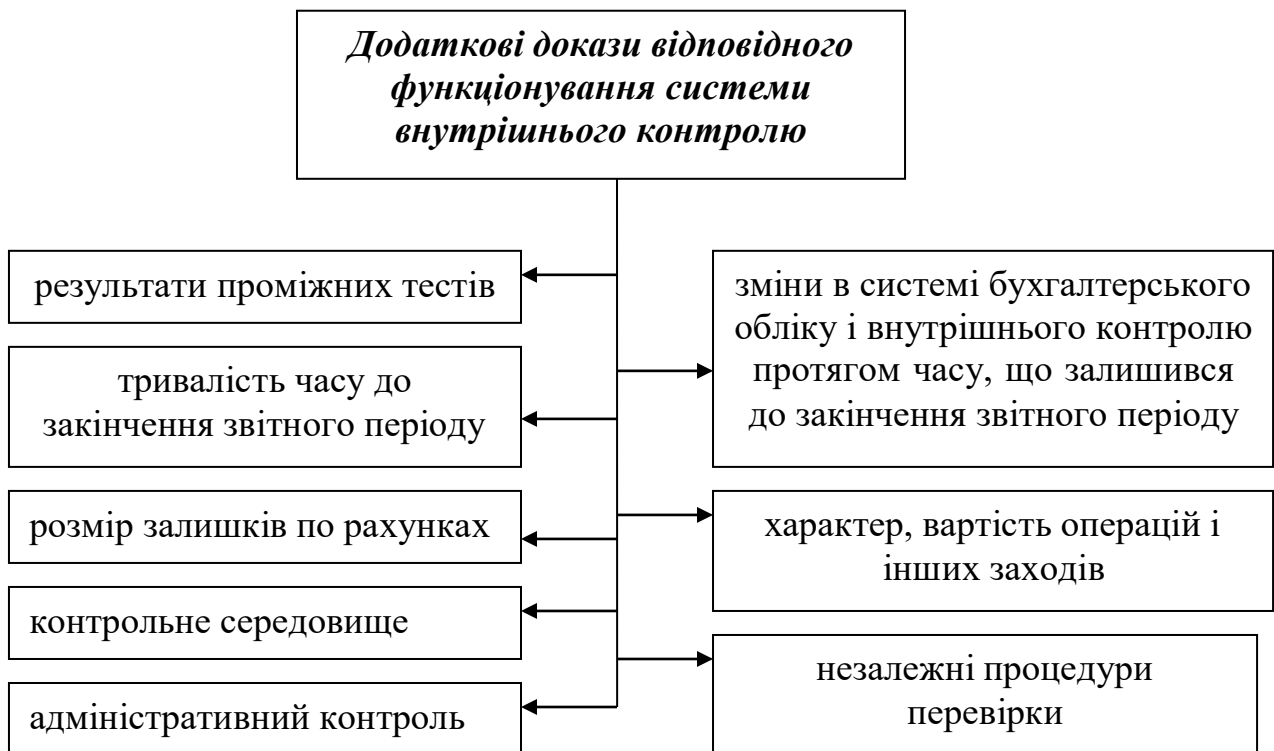 Додаткові докази відповідного
функціонування системи
внутрішнього контролю
результати проміжних тестів
тривалість часу до
закінчення звітного періоду
розмір залишків по рахунках
контрольне середовище
адміністративний контроль
зміни в системі бухгалтерського
обліку і внутрішнього контролю
протягом часу, що залишився
до закінчення звітного періоду
характер, вартість операцій і
інших заходів
незалежні процедури
перевірки